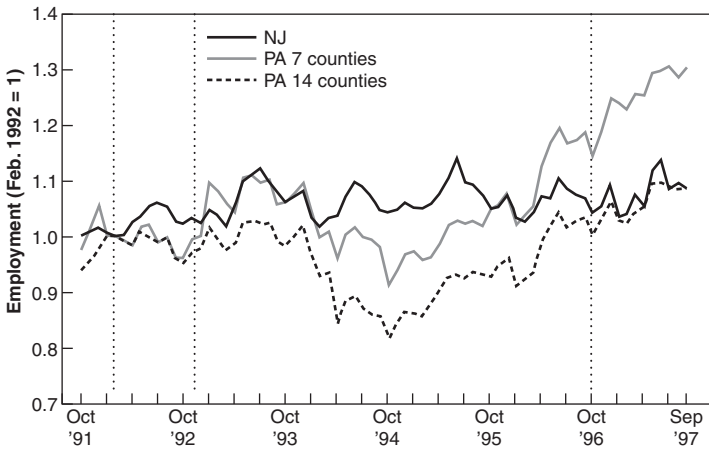 Employment (Feb. 1992 = 1)
1.4
1.3
1.2
1.1
1.0
0.9
0.8
0.7
NJ
PA 7 counties
PA 14 counties
Oct Oct Oct Oct Oct Oct Sep
'91 '92 '93 '94 '95 '96 '97